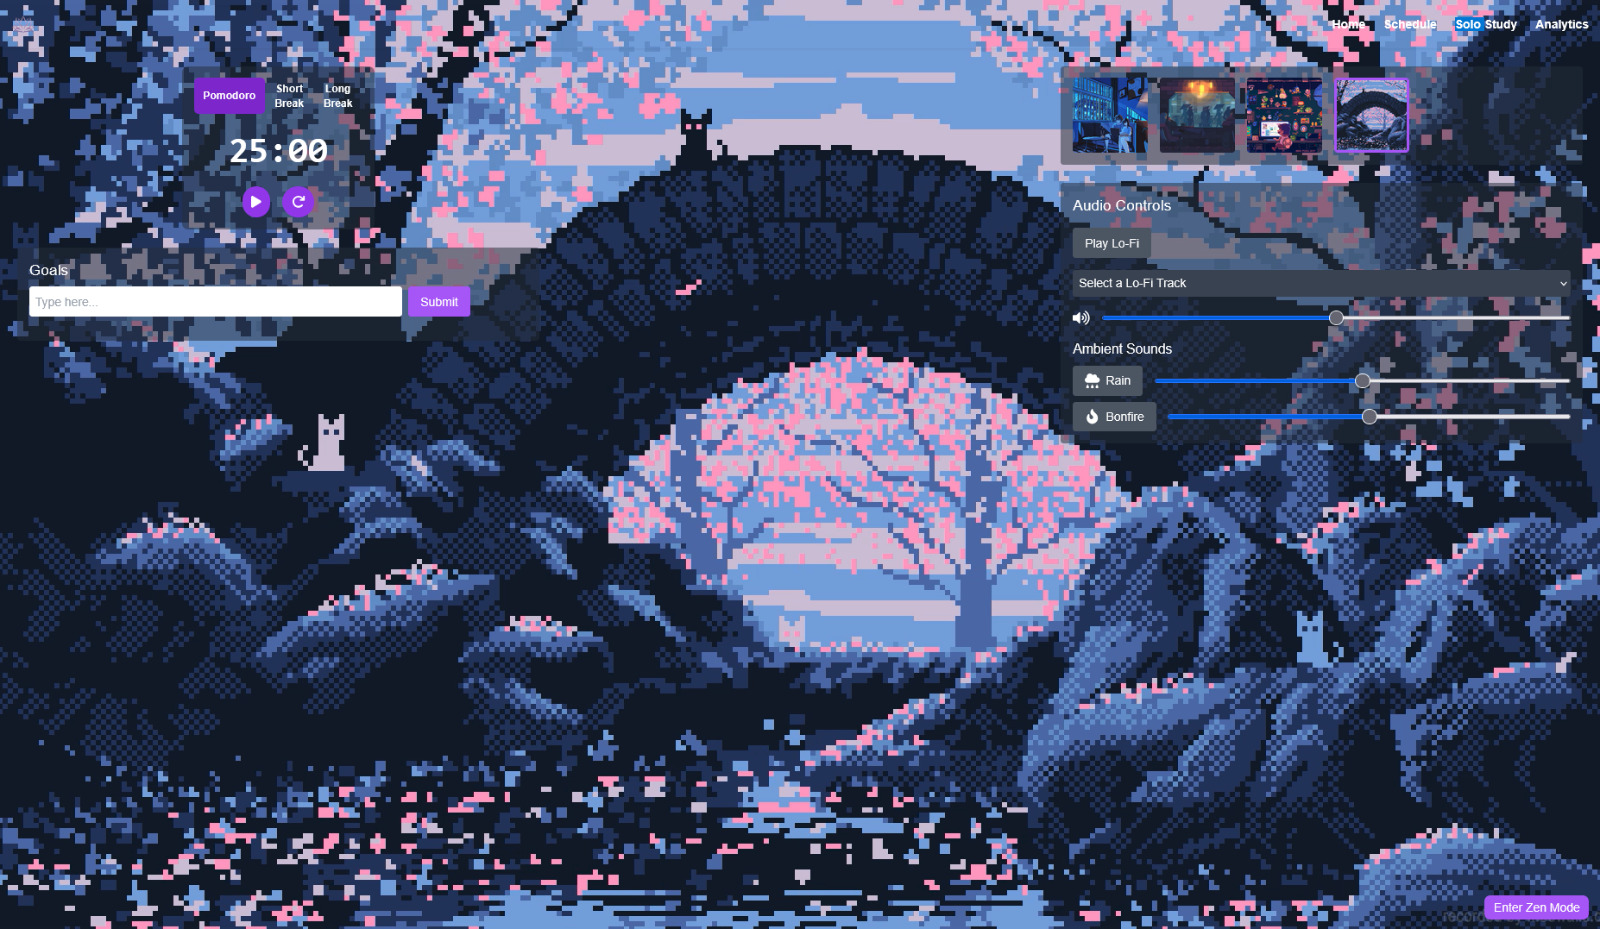 Home Schedule Solo Study Analytics
Pomodoro
Short Break
Long Break
25:00
Goals
Type here...
Submit
Audio Controls
Play Lo-Fi
Select a Lo-Fi Track
Ambient Sounds
Rain
Bonfire
Enter Zen Mode